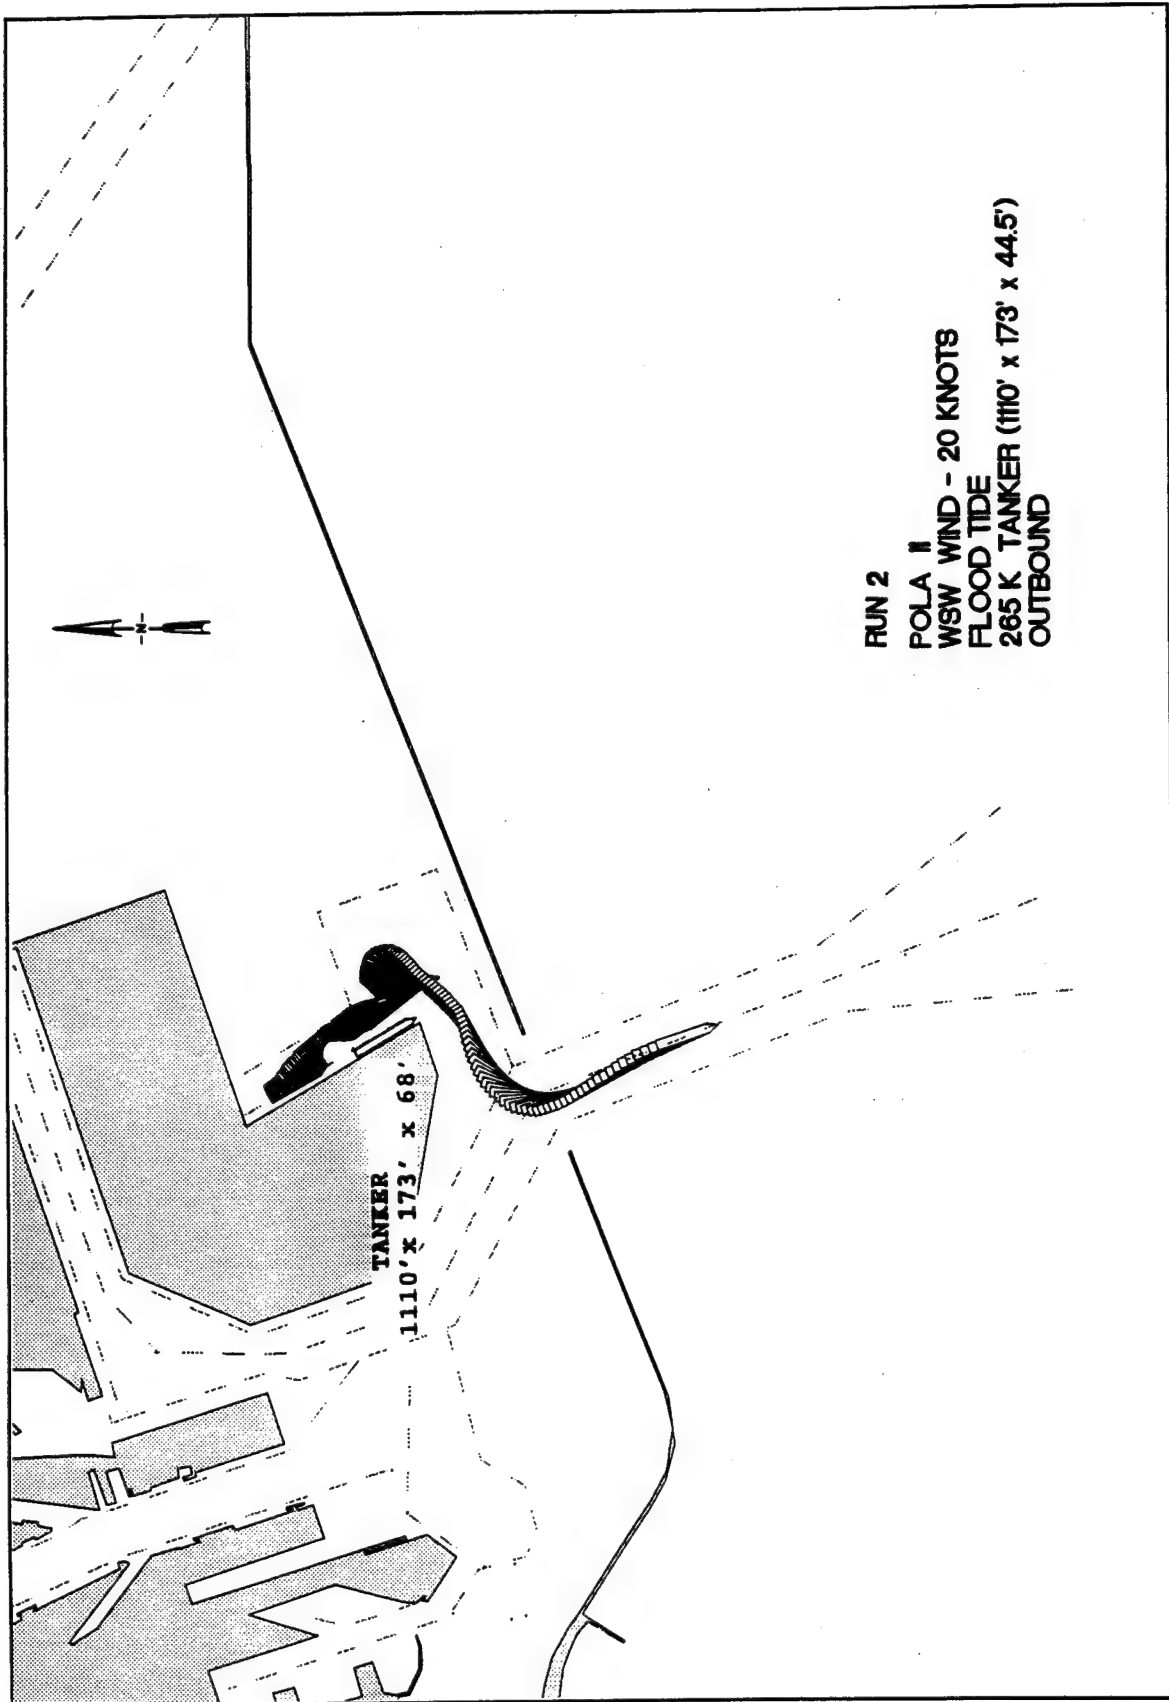 -N-
TANKER
1110'x 173' x 68'
RUN 2
POLA II
WSW WIND - 20 KNOTS
FLOOD TIDE
265 K TANKER (1110' x 173' x 44.5')
OUTBOUND